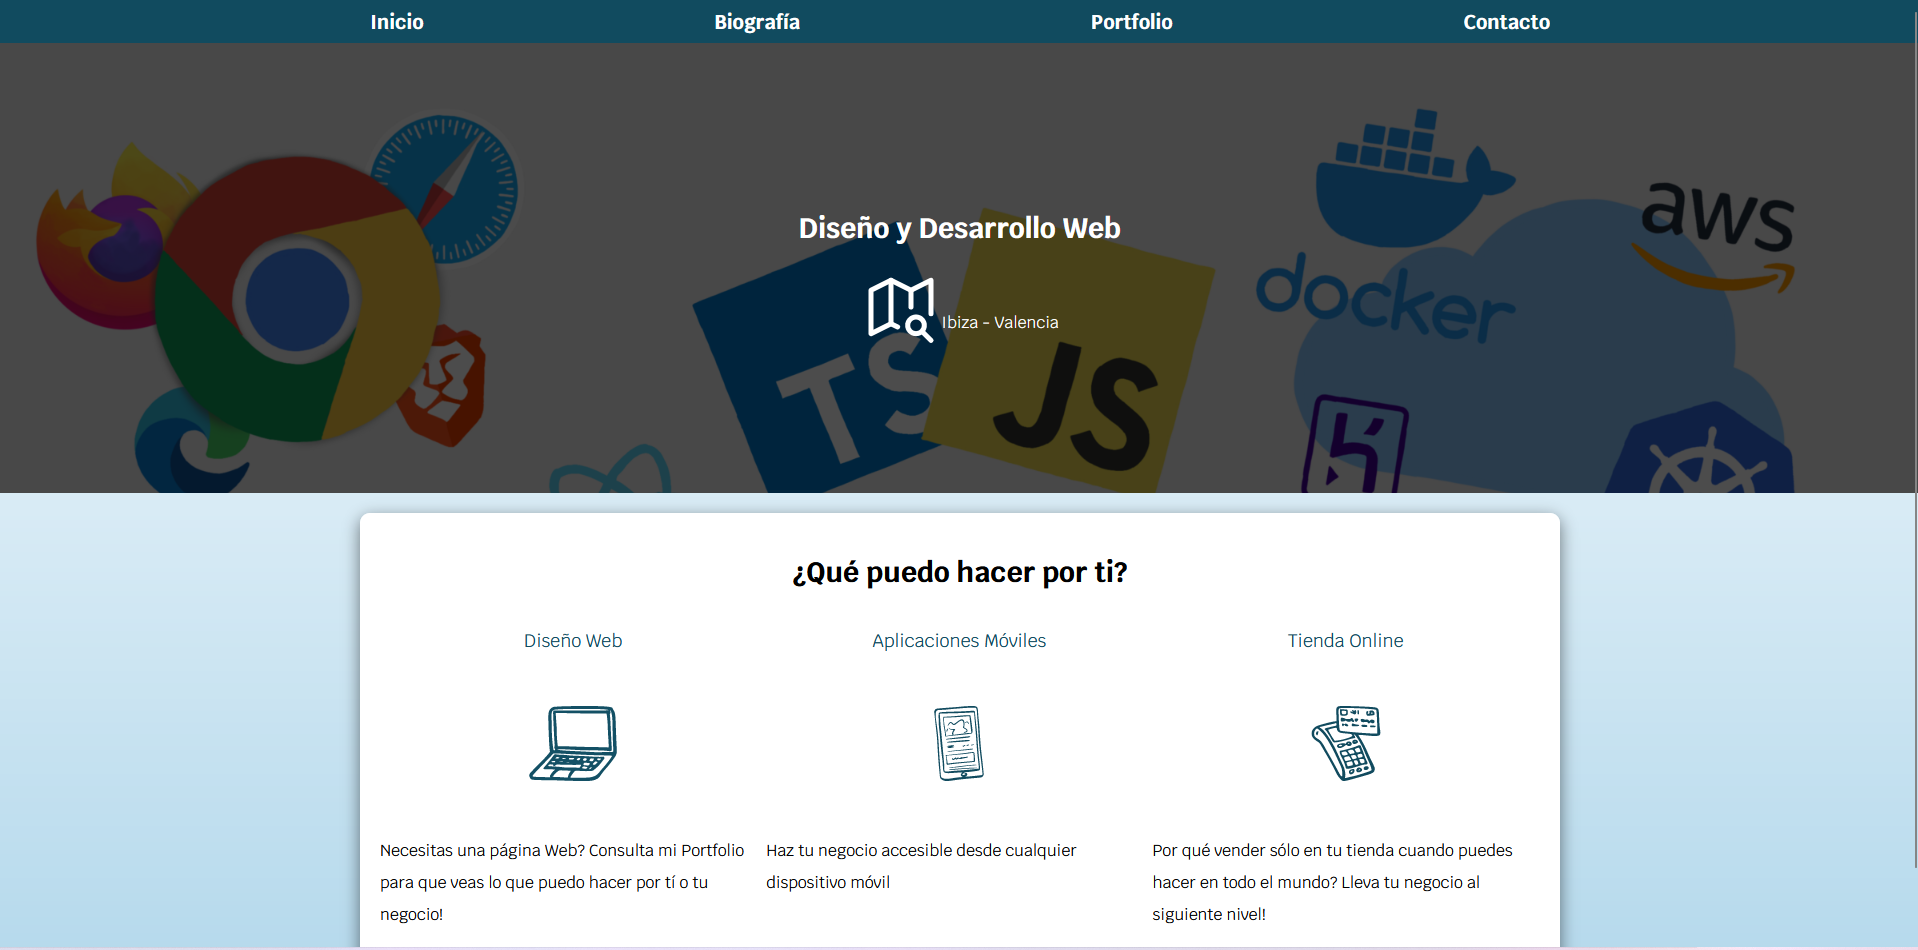 Inicio Biografía Portfolio Contacto
Diseño y Desarrollo Web
Ibiza - Valencia
TS
JS
docker
aws
¿Qué puedo hacer por ti?
Diseño Web
Aplicaciones Móviles
Tienda Online
Necesitas una página Web? Consulta mi Portfolio
para que veas lo que puedo hacer por tí o tu
negocio!
Haz tu negocio accesible desde cualquier
dispositivo móvil
Por qué vender sólo en tu tienda cuando puedes
hacer en todo el mundo? Lleva tu negocio al
siguiente nivel!